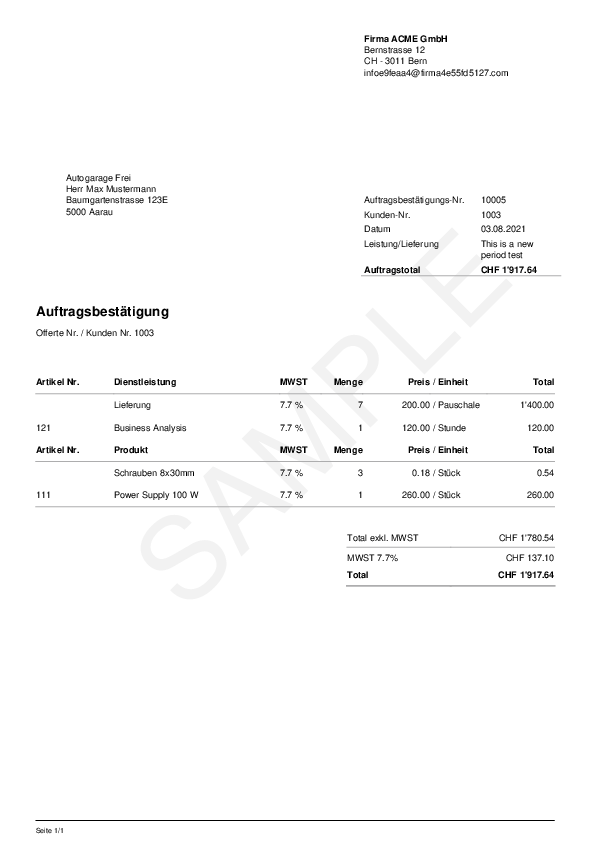 Firma ACME GmbH
Bernstrasse 12
CH - 3011 Bern
infoe9feaa4@firma4e55fd5127.com
Autogarage Frei
Herr Max Mustermann
Baumgartenstrasse 123E
5000 Aarau
Auftragsbestätigungs-Nr. 10005
Kunden-Nr. 1003
Datum 03.08.2021
Leistung/Lieferung This is a new
period test
Auftragstotal CHF 1'917.64
Auftragsbestätigung
Offerte Nr. / Kunden Nr. 1003
Artikel Nr. Dienstleistung MWST Menge Preis / Einheit Total
Lieferung 7.7 % 7 200.00 / Pauschale 1'400.00
121 Business Analysis 7.7 % 1 120.00 / Stunde 120.00
Artikel Nr. Produkt MWST Menge Preis / Einheit Total
Schrauben 8x30mm 7.7 % 3 0.18 / Stück 0.54
111 Power Supply 100 W 7.7 % 1 260.00 / Stück 260.00
Total exkl. MWST CHF 1'780.54
MWST 7.7% CHF 137.10
Total CHF 1'917.64
SAMPLE
Seite 1/1